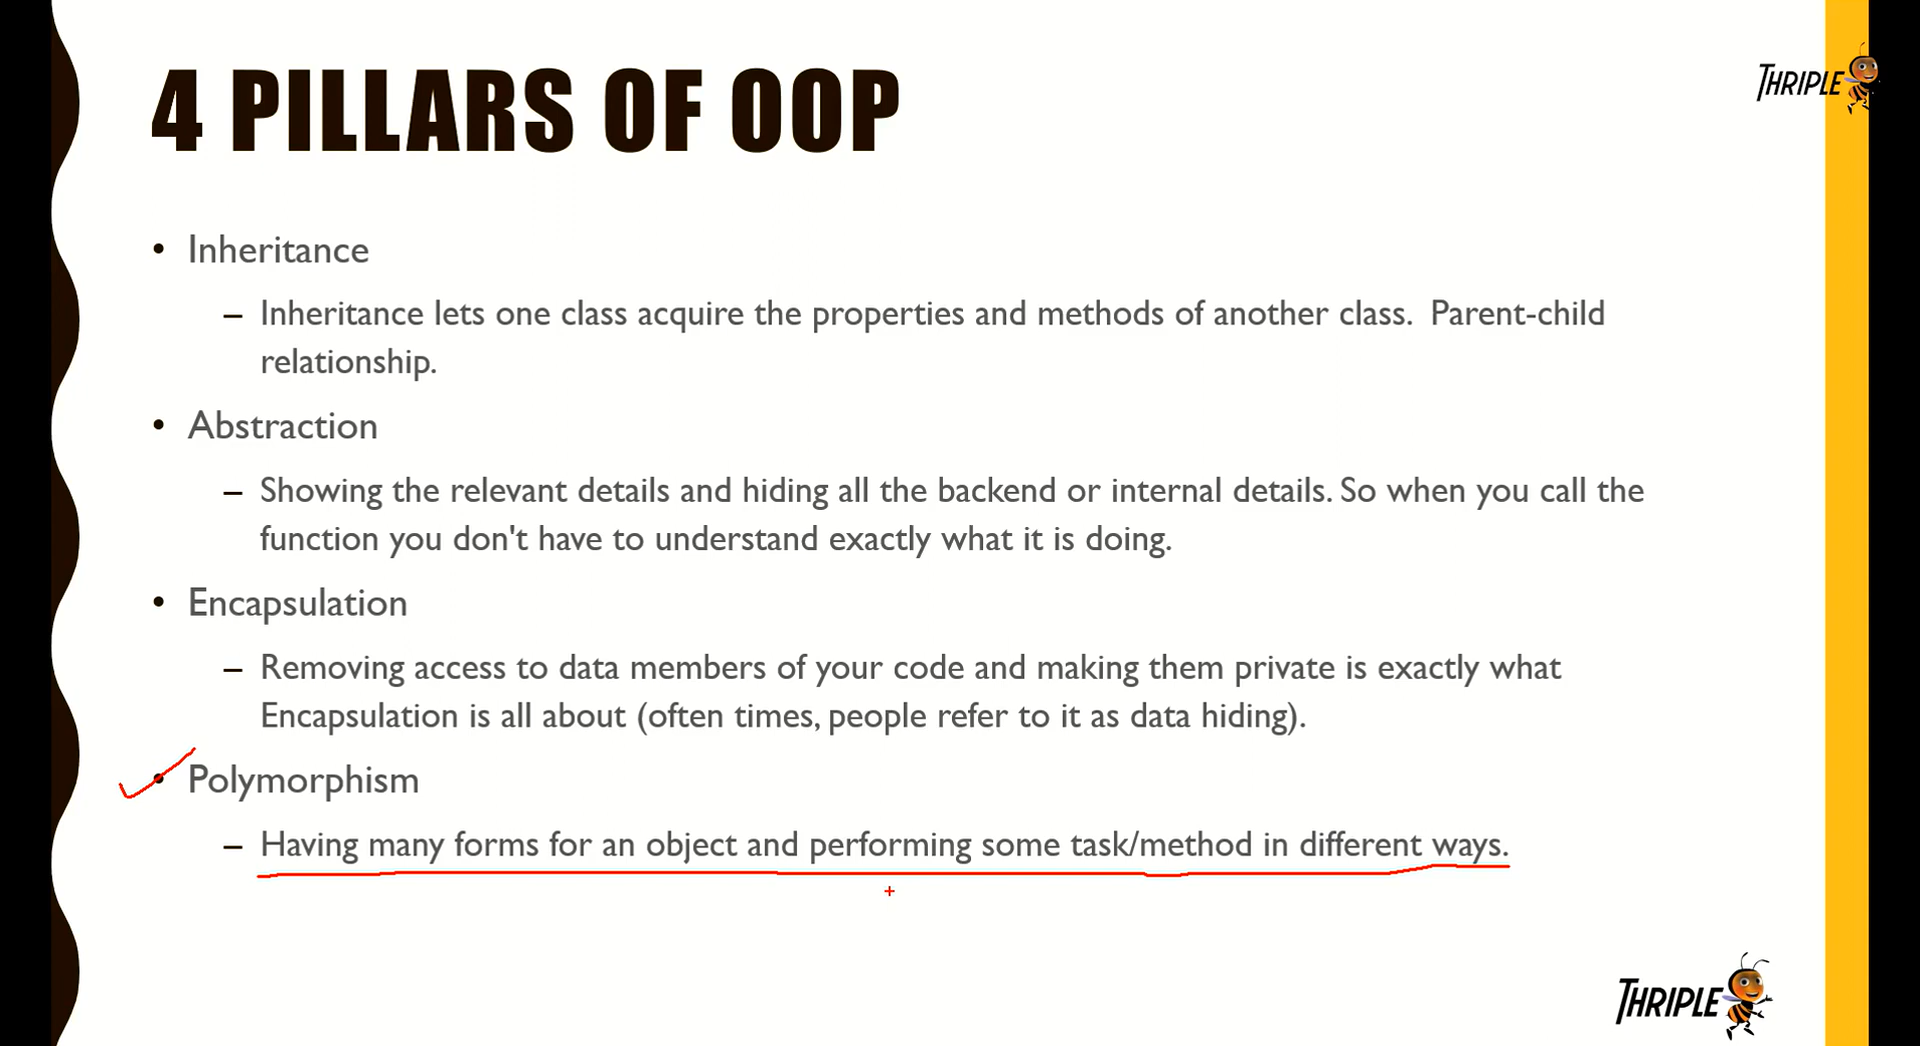 4 PILLARS OF OOP
THRIPLE
• Inheritance
– Inheritance lets one class acquire the properties and methods of another class.  Parent-child
relationship.
• Abstraction
– Showing the relevant details and hiding all the backend or internal details. So when you call the
function you don't have to understand exactly what it is doing.
• Encapsulation
– Removing access to data members of your code and making them private is exactly what
Encapsulation is all about (often times, people refer to it as data hiding).
• Polymorphism
– Having many forms for an object and performing some task/method in different ways.
THRIPLE